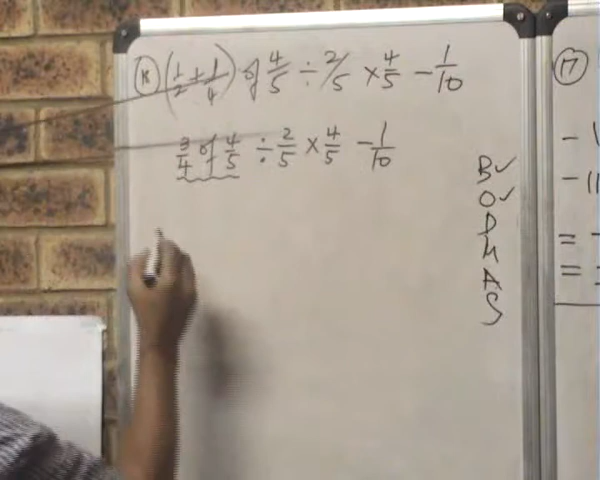 (1/2 + 1/4) of 4/5 ÷ 2/5 × 4/5 - 1/10
3/4 of 4/5 ÷ 2/5 × 4/5 - 1/10
B✓
O✓
D
M
A
S
17
-
- 11
=
=